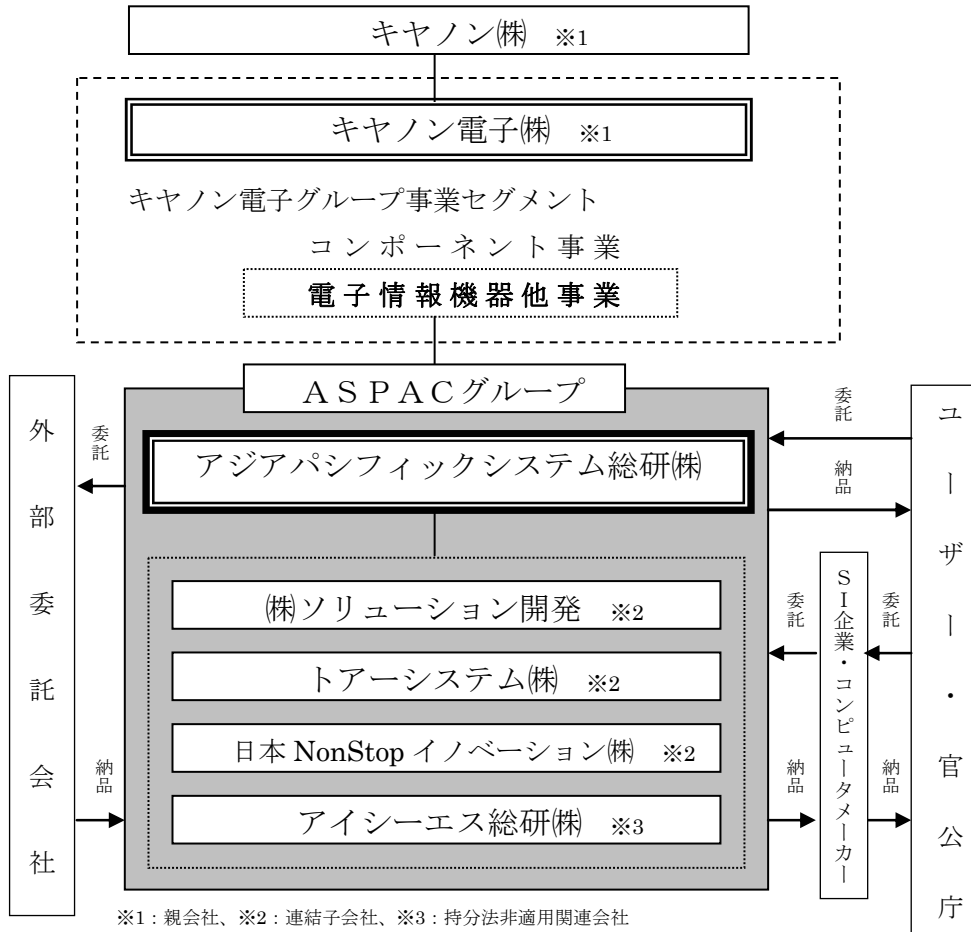 キヤノン㈱ ※1
キヤノン電子㈱ ※1
キヤノン電子グループ事業セグメント
コンポーネント事業
電子情報機器他事業
ＡＳＰＡＣグループ
アジアパシフィックシステム総研㈱
㈱ソリューション開発 ※2
トアーシステム㈱ ※2
日本 NonStop イノベーション㈱ ※2
アイシーエス総研㈱ ※3
外部委託会社
委託
納品
委託
納品
委託
納品
ＳＩ企業・コンピュータメーカー
委託
納品
ユーザー・官公庁
※1：親会社、※2：連結子会社、※3：持分法非適用関連会社